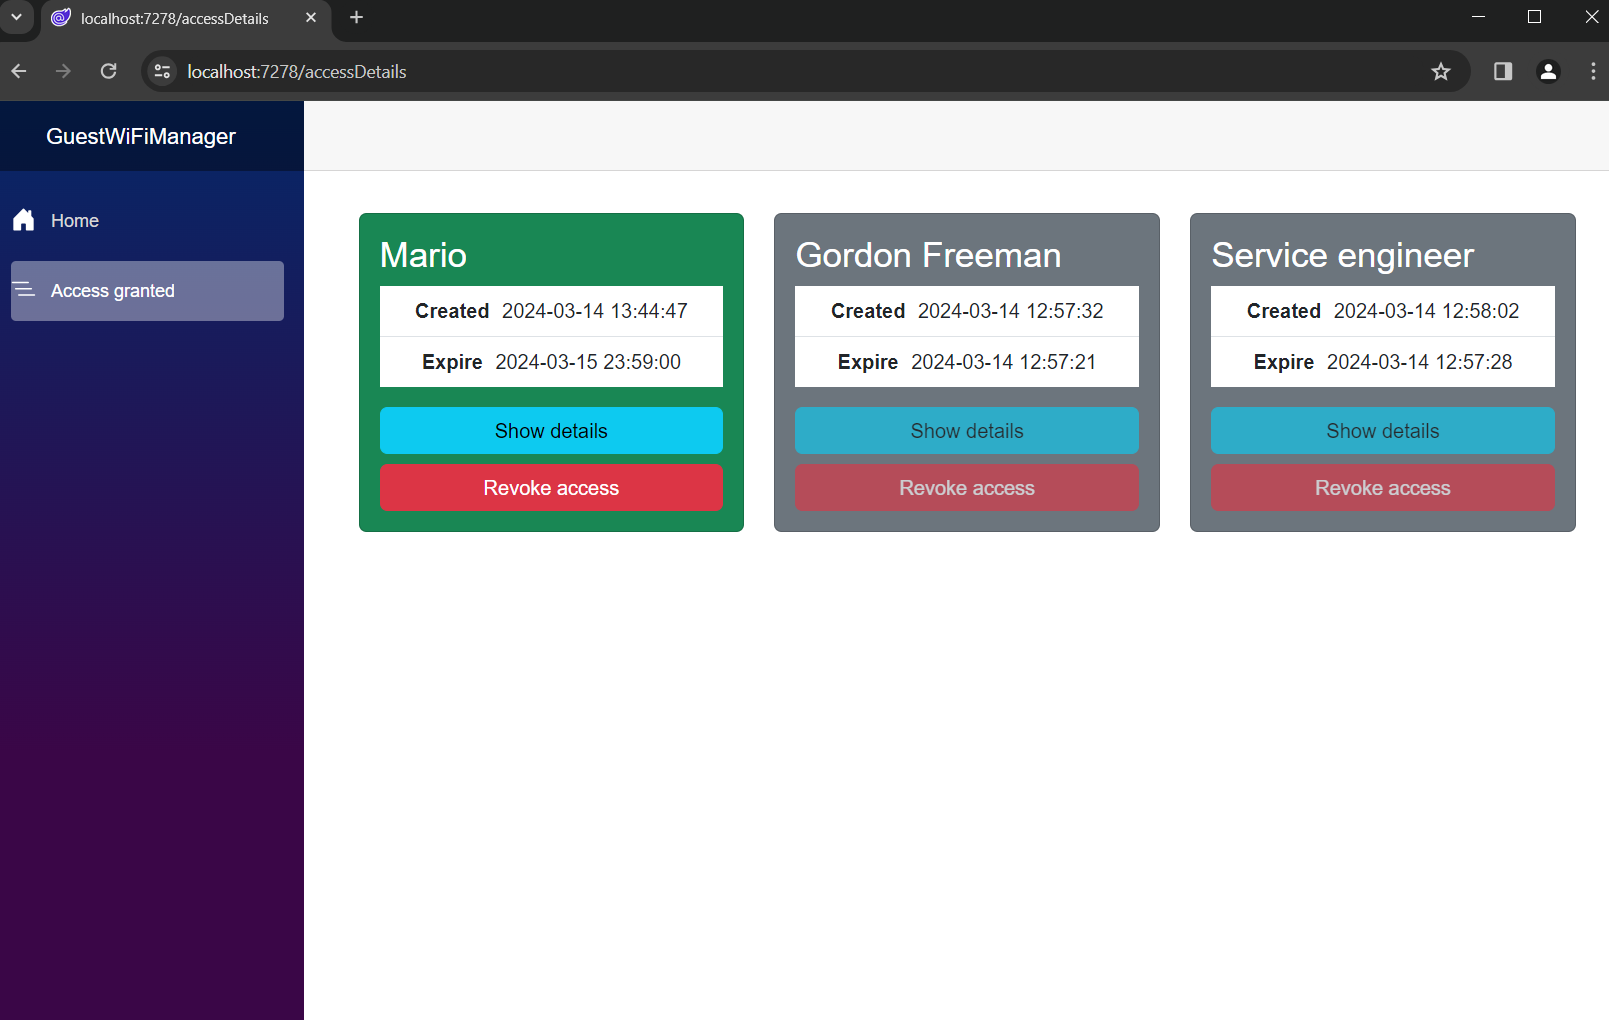 localhost:7278/accessDetails
localhost:7278/accessDetails
GuestWiFiManager
Home
Access granted
Mario
Created 2024-03-14 13:44:47
Expire 2024-03-15 23:59:00
Show details
Revoke access
Gordon Freeman
Created 2024-03-14 12:57:32
Expire 2024-03-14 12:57:21
Show details
Revoke access
Service engineer
Created 2024-03-14 12:58:02
Expire 2024-03-14 12:57:28
Show details
Revoke access